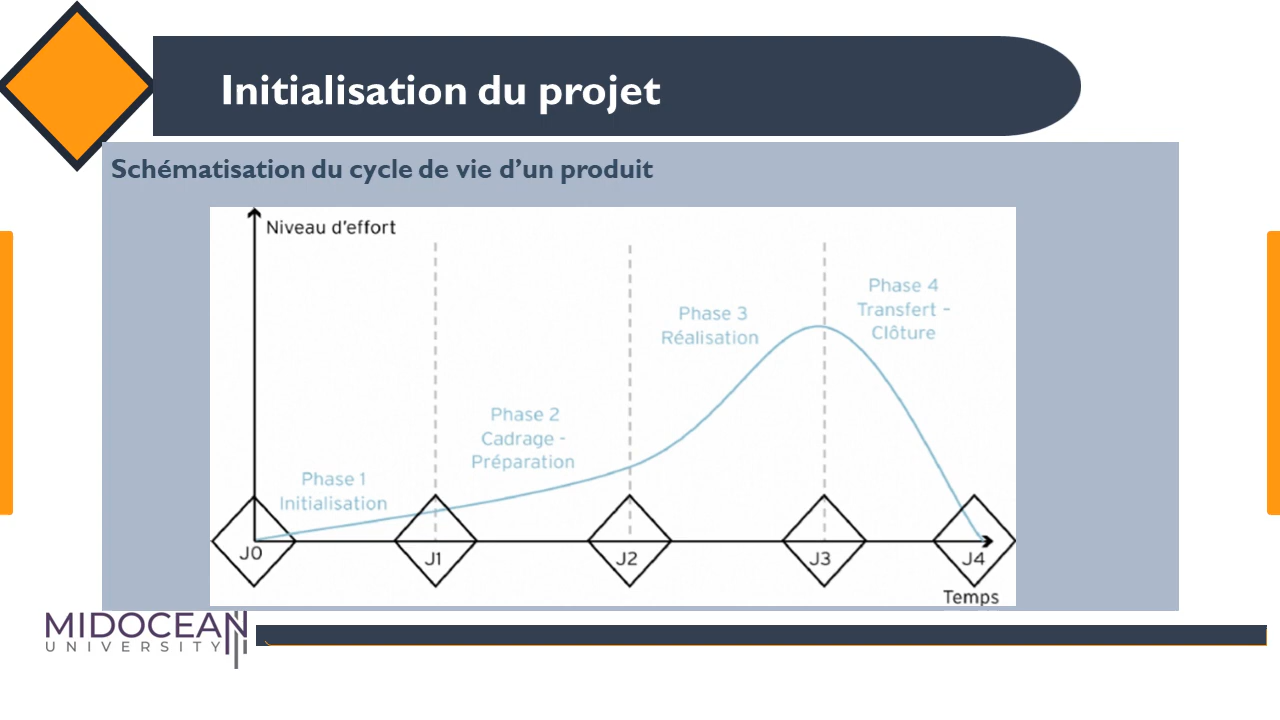 Initialisation du projet
Schématisation du cycle de vie d’un produit
Niveau d’effort
Phase 1
Initialisation
Phase 2
Cadrage -
Préparation
Phase 3
Réalisation
Phase 4
Transfert -
Clôture
J0
J1
J2
J3
J4
Temps
MIDOCEAN
UNIVERSITY